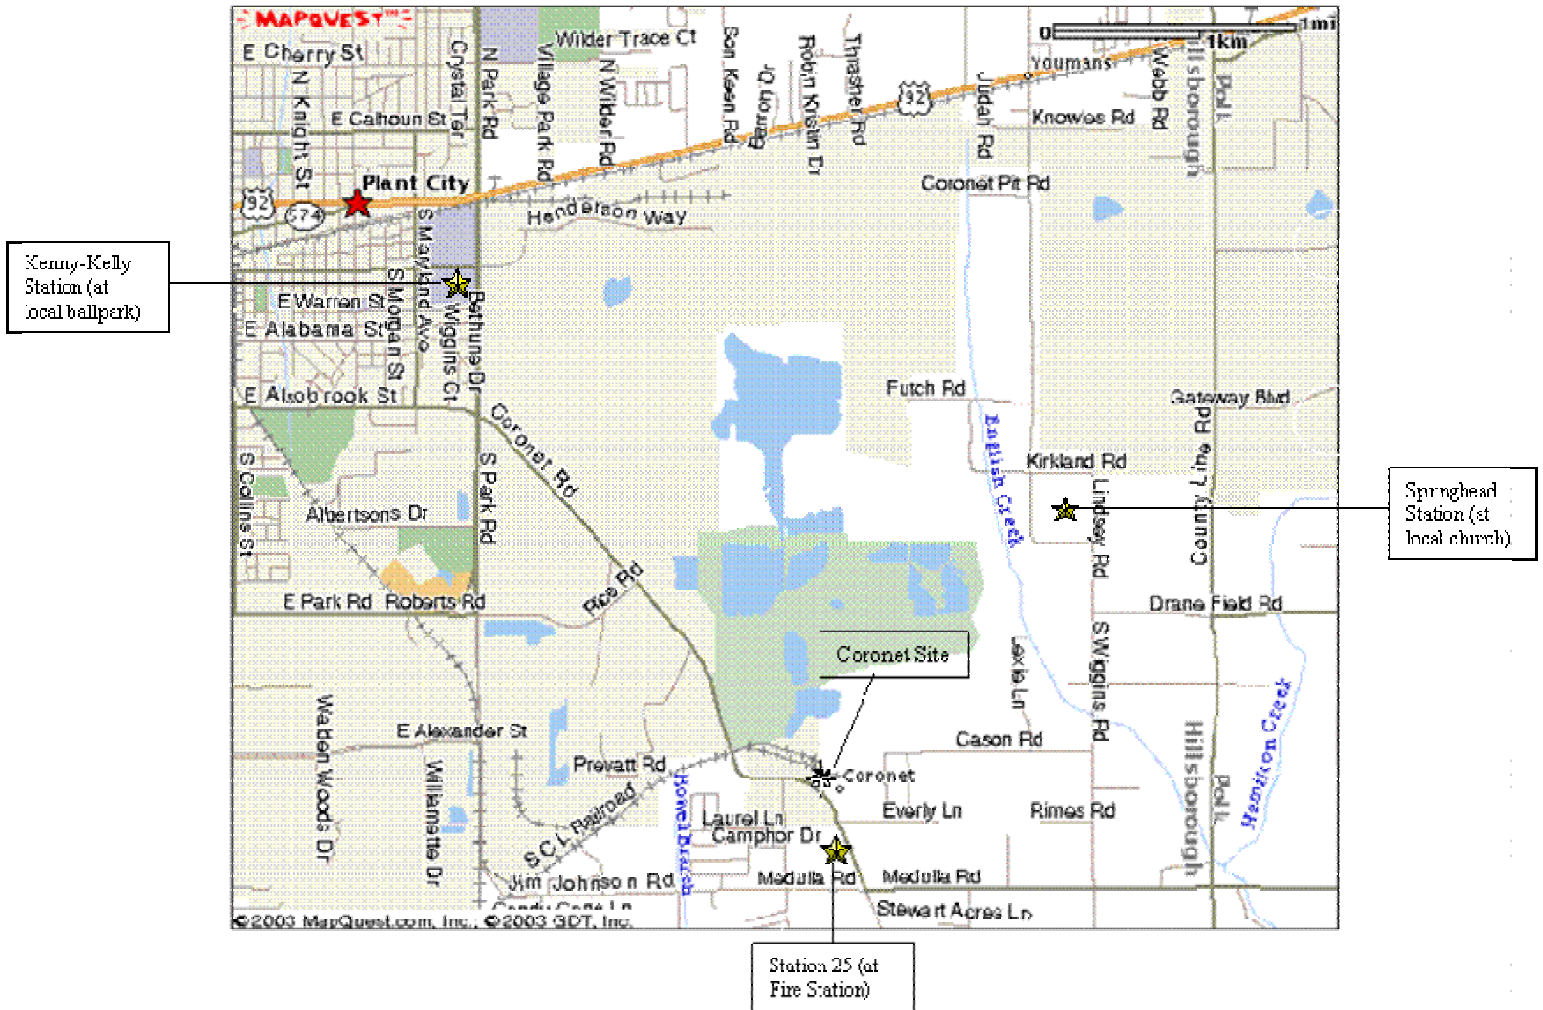 MAPQUEST
0
1mi
1km
E Cherry St
Crystal Ter
N Park Rd
Village Park Rd
Wilder Trace Ct
N Wilder Rd
Son Keen Rd
Barron Dr
Robin Kristin Dr
Thrasher Rd
92
Judah Rd
Youmans
Webb Rd
Hillsborough
Polk
N Knight St
E Calhoun St
Knowes Rd
Plant City
Coronet Pit Rd
92
574
Henderson Way
S Maryland Ave
Kenny-Kelly
Station (at
local ballpark)
S Morgan St
E Warren St
E Alabama St
Wiggins Ct
Bethune Dr
E Alsobrook St
Futch Rd
Gateway Blvd
Coronet Rd
English Creek
County Line Rd
S Collins St
S Park Rd
Kirkland Rd
Lindsey Rd
Springhead
Station (at
local church)
Albertsons Dr
Rice Rd
E Park Rd
Roberts Rd
Drane Field Rd
Coronet Site
Lexie Ln
S Wiggins Rd
Hamilton Creek
Walden Woods Dr
E Alexander St
Cason Rd
Hillsborough
Polk
Williamette Dr
Prevatt Rd
Coronet
S C L Railroad
Laurel Ln
Camphor Dr
Everly Ln
Rimes Rd
Jim Johnson Rd
Medulla Rd
Medulla Rd
Candy Cane Ln
Stewart Acres Ln
©2003 MapQuest.com, Inc.; ©2003 GDT, Inc.
Station 25 (at
Fire Station)